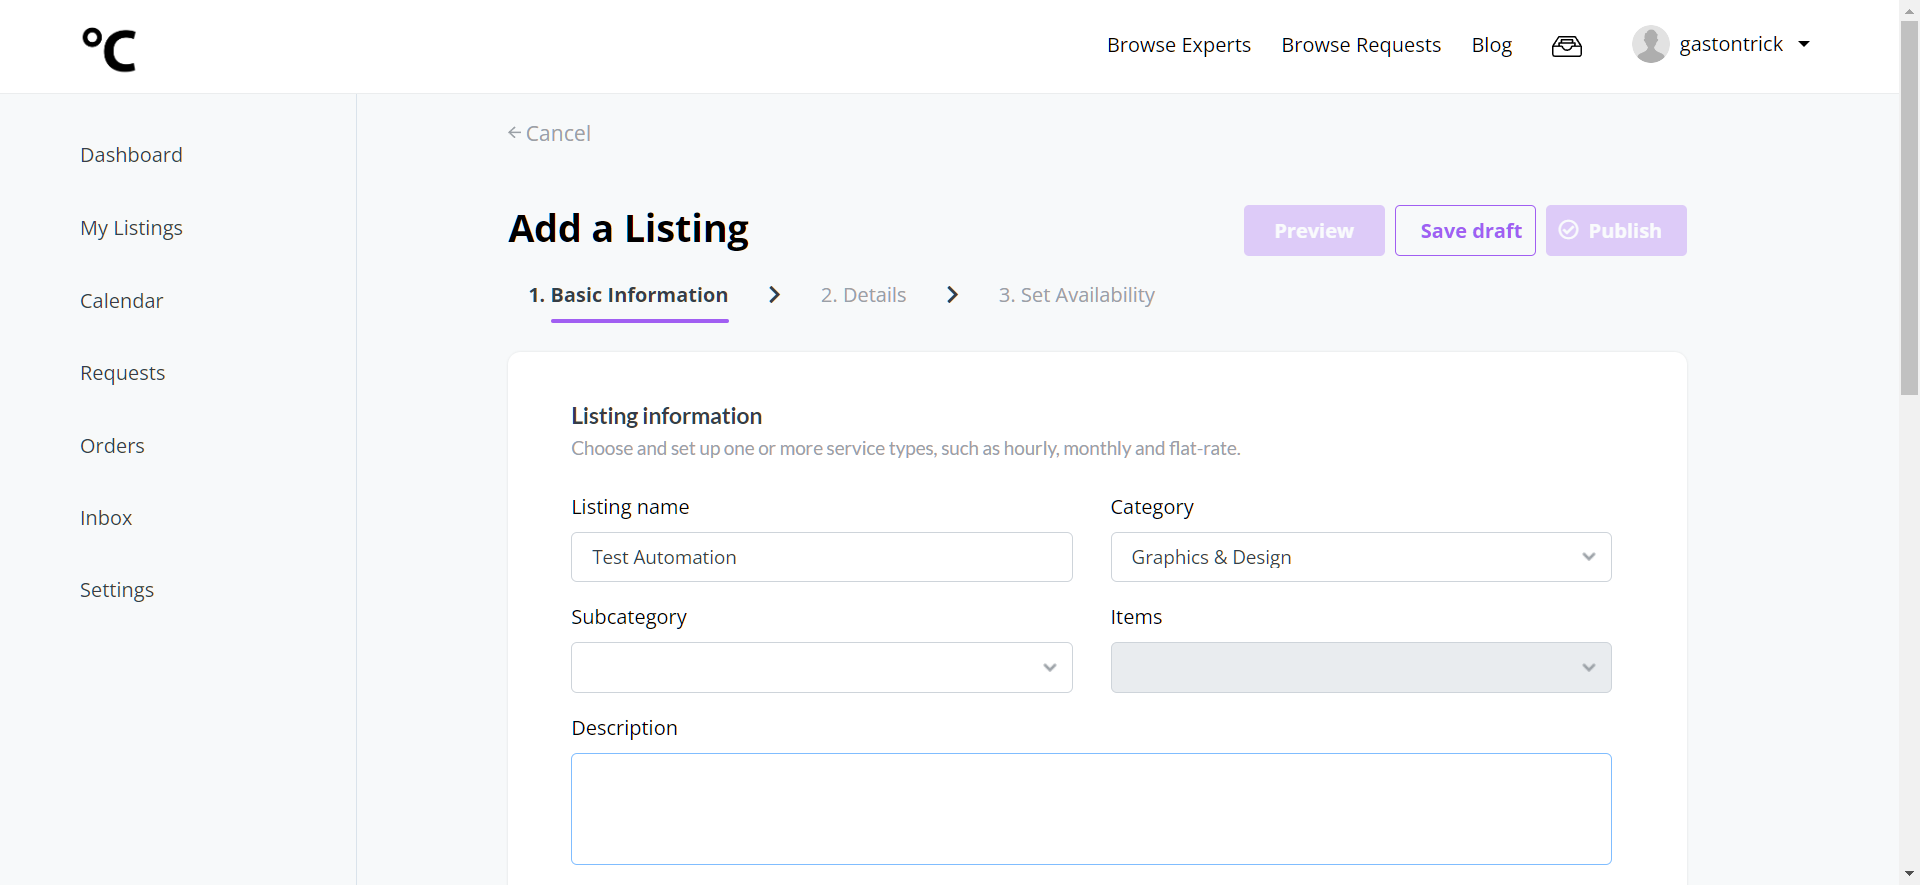 °C
Browse Experts
Browse Requests
Blog
gastontrick
Dashboard
My Listings
Calendar
Requests
Orders
Inbox
Settings
Cancel
Add a Listing
Preview
Save draft
Publish
1. Basic Information
2. Details
3. Set Availability
Listing information
Choose and set up one or more service types, such as hourly, monthly and flat-rate.
Listing name
Category
Test Automation
Graphics & Design
Subcategory
Items
Description